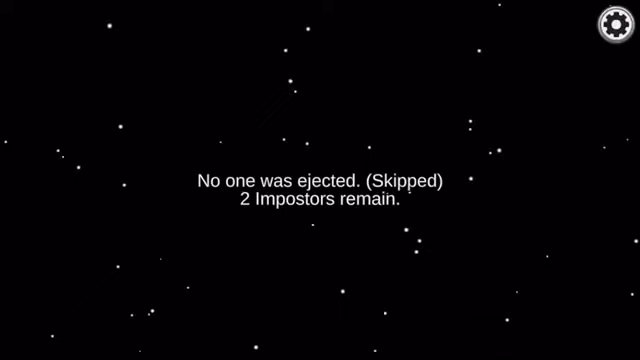 No one was ejected. (Skipped)
2 Impostors remain.